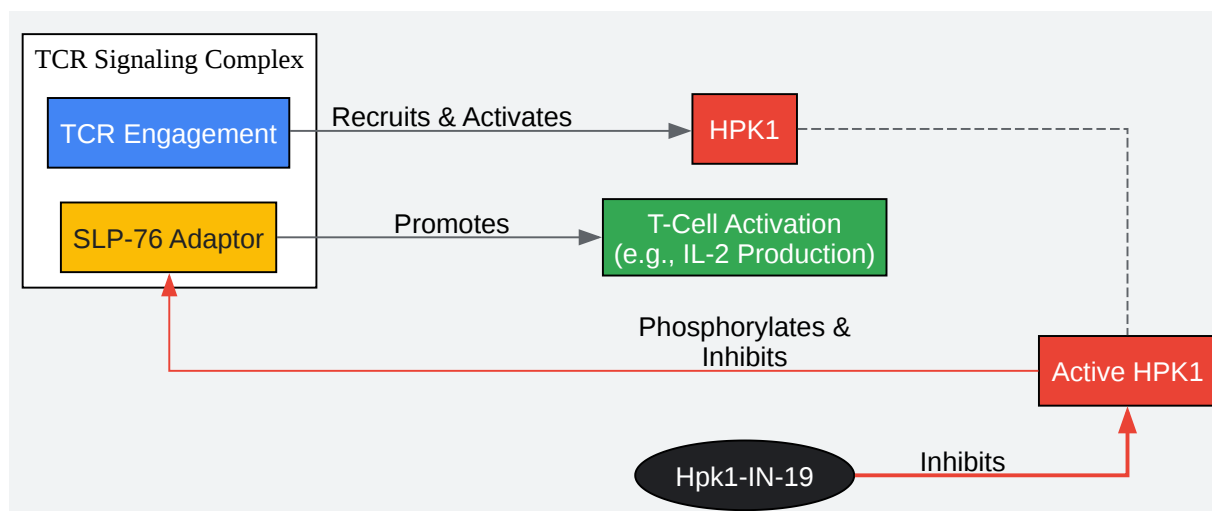 TCR Signaling Complex
TCR Engagement
Recruits & Activates
HPK1
SLP-76 Adaptor
Promotes
T-Cell Activation
(e.g., IL-2 Production)
Phosphorylates &
Inhibits
Active HPK1
Hpk1-IN-19
Inhibits